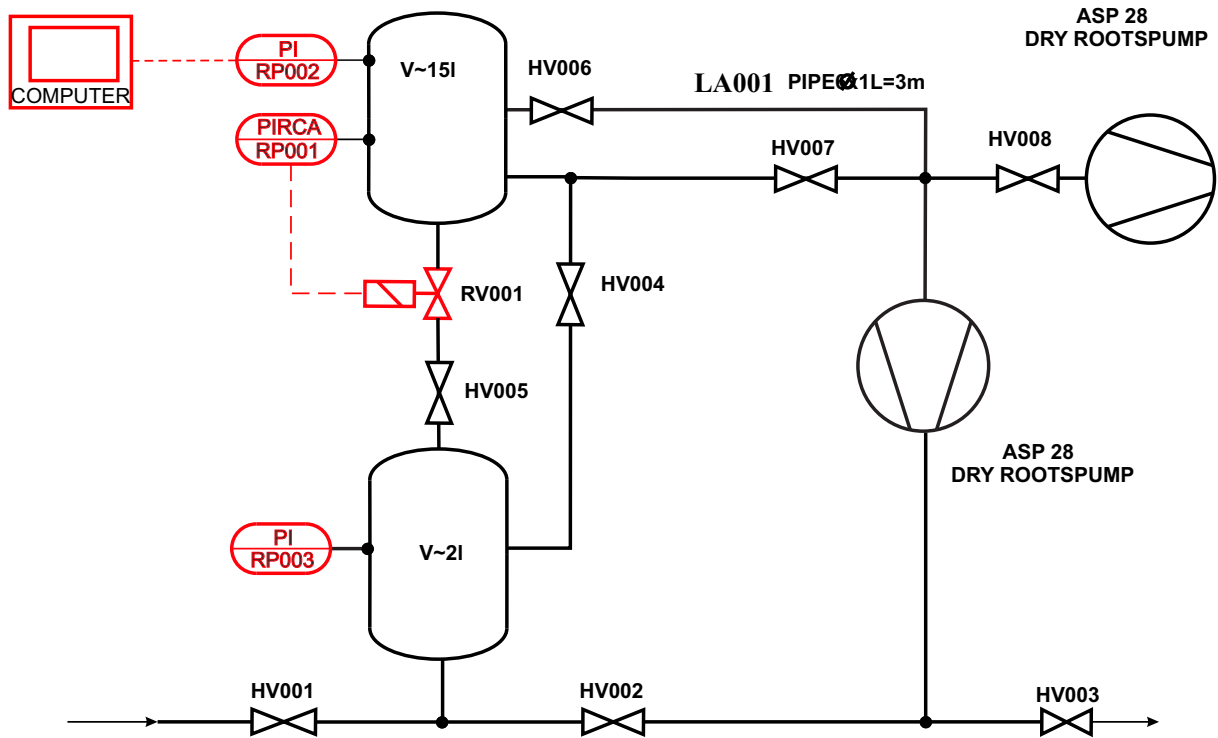 ASP 28
DRY ROOTSPUMP
PI
RP002
V~15l
HV006
LA001 PIPE x1L=3m
COMPUTER
PIRCA
RP001
HV007
HV008
RV001
HV004
HV005
ASP 28
DRY ROOTSPUMP
PI
RP003
V~2l
HV001
HV002
HV003